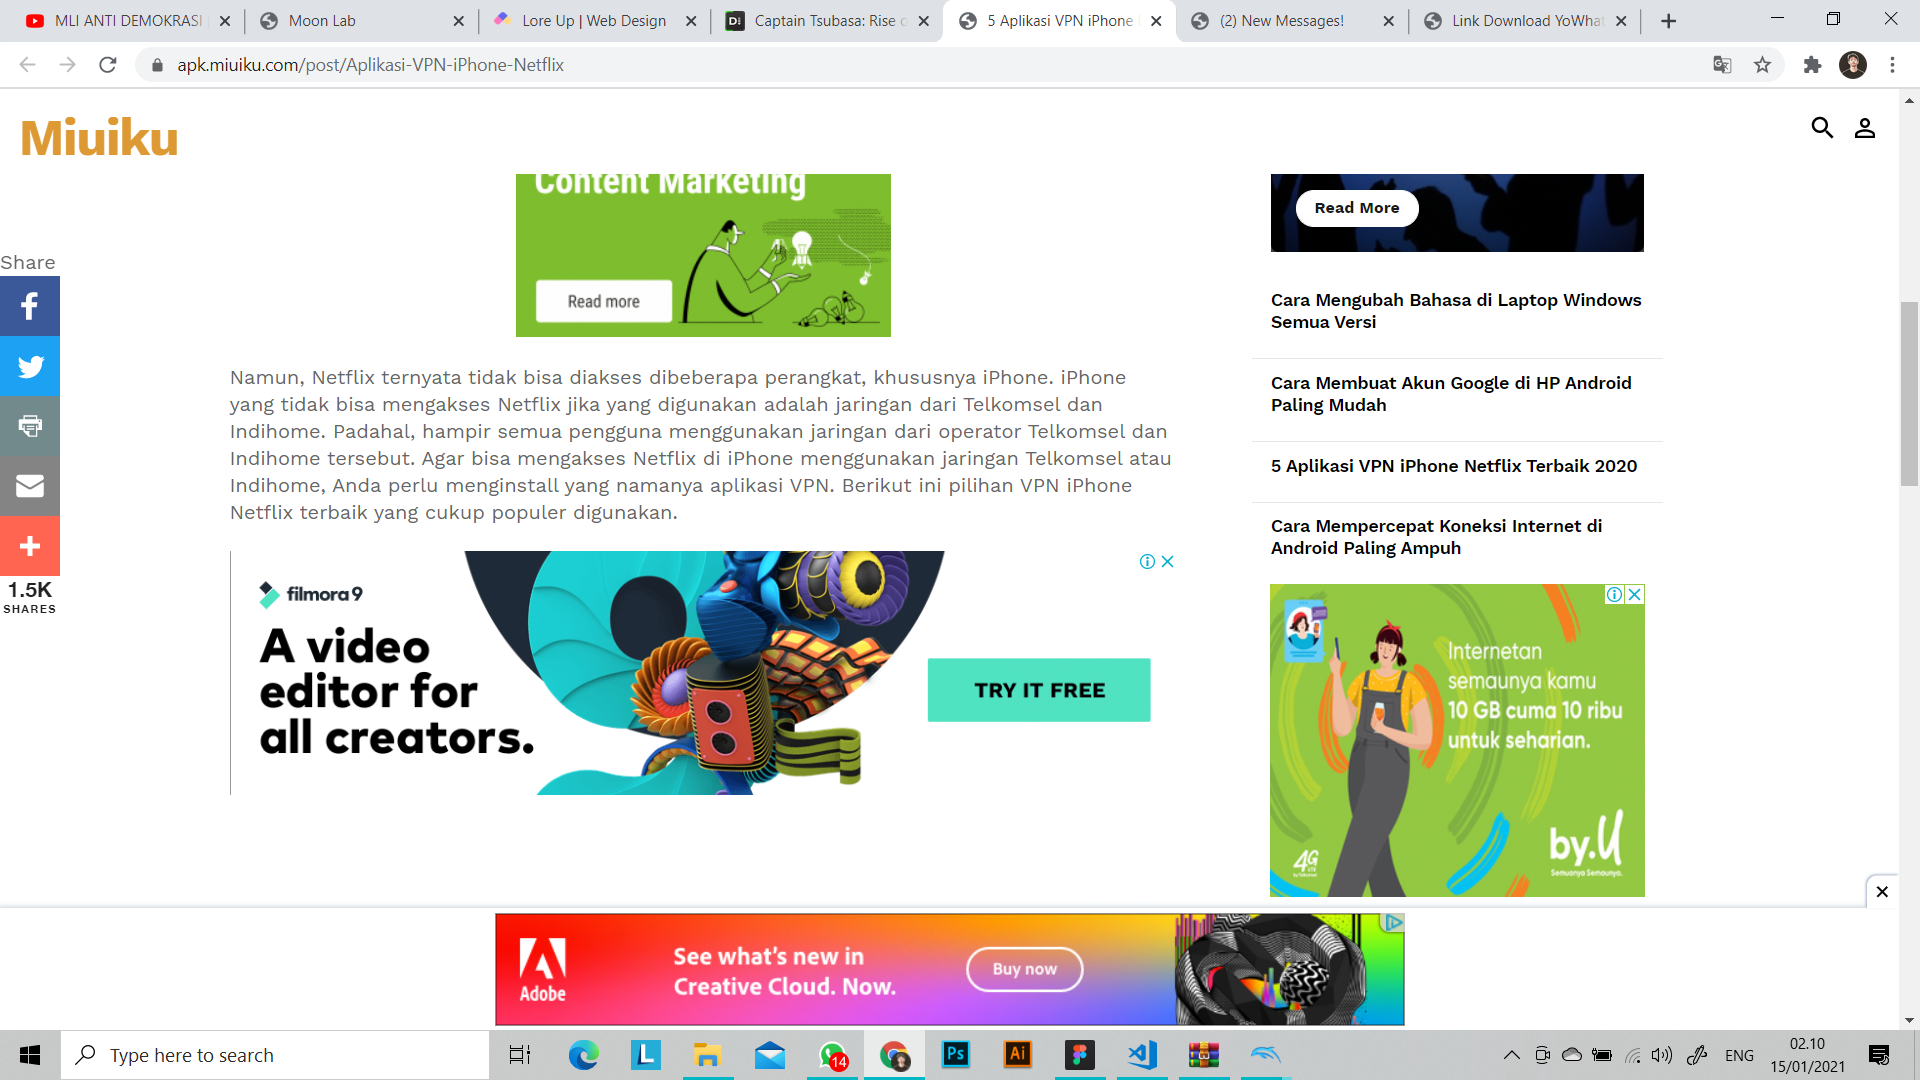 MLI ANTI DEMOKRASI
Moon Lab
Lore Up | Web Design
Captain Tsubasa: Rise
5 Aplikasi VPN iPhone
(2) New Messages!
Link Download YoWhat
apk.miuiku.com/post/Aplikasi-VPN-iPhone-Netflix
Miuiku
Content Marketing
Read more
Share
1.5K
SHARES
Namun, Netflix ternyata tidak bisa diakses dibeberapa perangkat, khususnya iPhone. iPhone
yang tidak bisa mengakses Netflix jika yang digunakan adalah jaringan dari Telkomsel dan
Indihome. Padahal, hampir semua pengguna menggunakan jaringan dari operator Telkomsel dan
Indihome tersebut. Agar bisa mengakses Netflix di iPhone menggunakan jaringan Telkomsel atau
Indihome, Anda perlu menginstall yang namanya aplikasi VPN. Berikut ini pilihan VPN iPhone
Netflix terbaik yang cukup populer digunakan.
filmora9
A video
editor for
all creators.
TRY IT FREE
Read More
Cara Mengubah Bahasa di Laptop Windows
Semua Versi
Cara Membuat Akun Google di HP Android
Paling Mudah
5 Aplikasi VPN iPhone Netflix Terbaik 2020
Cara Mempercepat Koneksi Internet di
Android Paling Ampuh
Internetan
semaunya kamu
10 GB cuma 10 ribu
untuk seharian.
by.U
Semuanya Semaunya.
4G
LTE
by Telkomsel
Adobe
See what's new in
Creative Cloud. Now.
Buy now
Type here to search
L
14
Ps
Ai
ENG
02.10
15/01/2021